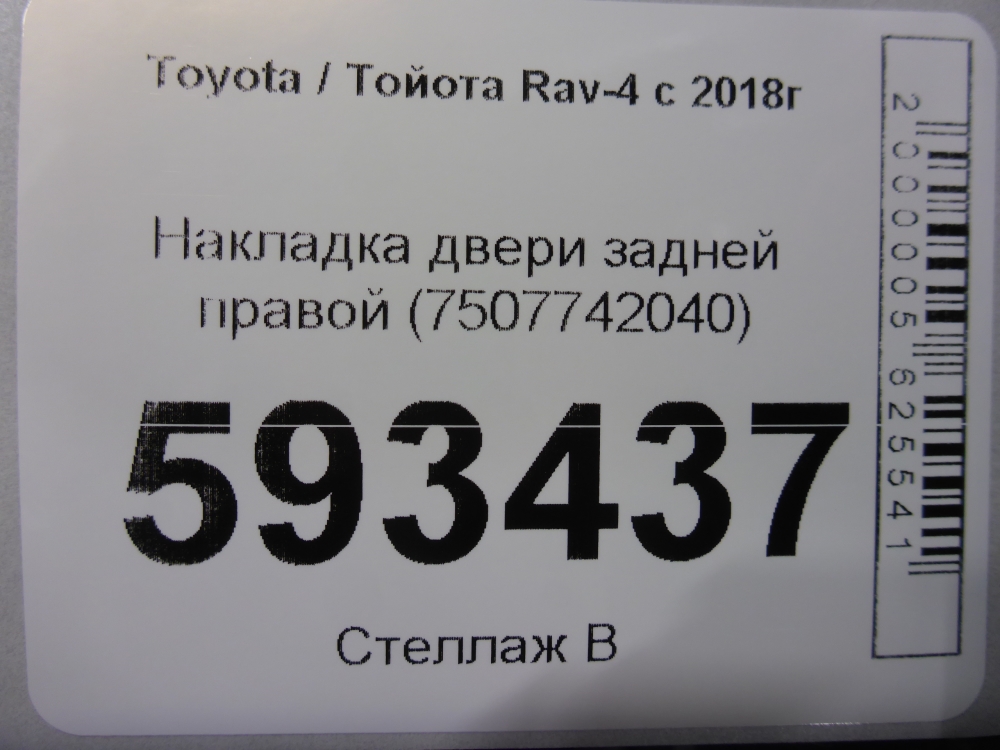 Toyota / Тойота Rav-4 с 2018г
Накладка двери задней
правой (7507742040)
593437
Стеллаж В
2000005625541